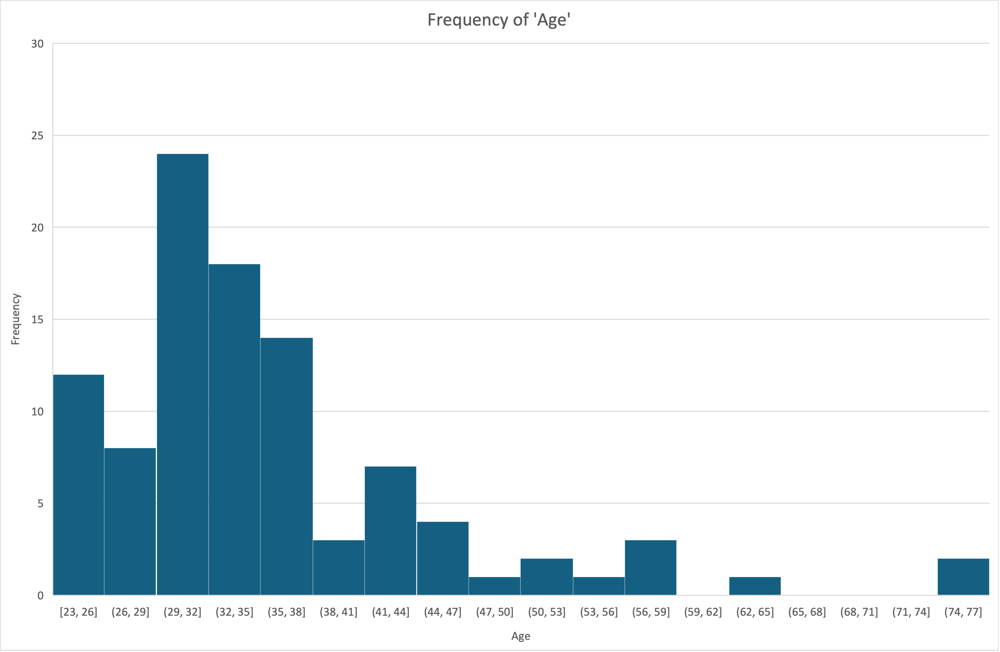 Frequency of 'Age'
30
25
20
15
10
5
0
Frequency
[23, 26] (26, 29] (29, 32] (32, 35] (35, 38] (38, 41] (41, 44] (44, 47] (47, 50] (50, 53] (53, 56] (56, 59] (59, 62] (62, 65] (65, 68] (68, 71] (71, 74] (74, 77]
Age